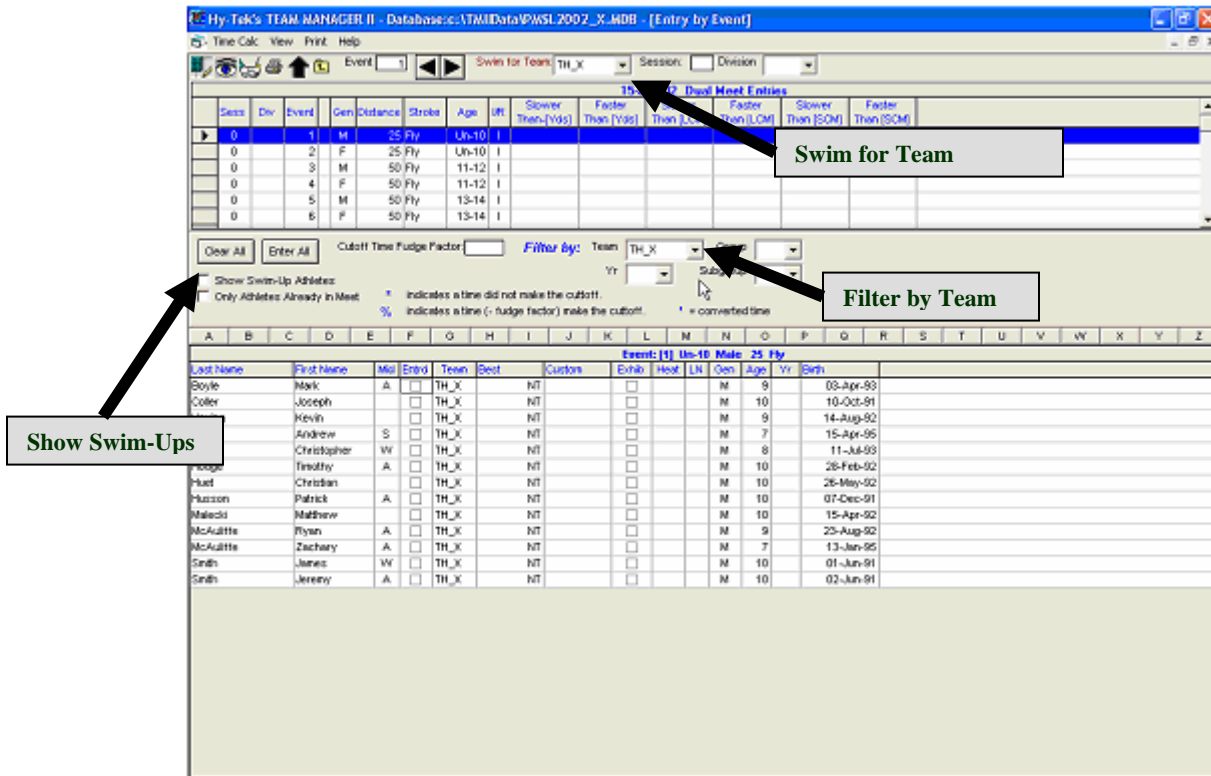 Hy-Tek's TEAM MANAGER II - Database:c:\TMIIData\PWSL2002_X.MDB - [Entry by Event]
Time Calc View Print Help
Event 1 Swim for Team: TH_X Session: Division
Dual Meet Entries
Sess Div Event Gen Distance Stroke Age I/R Slower Than-[Yds] Faster Than [Yds] Faster Than [LCM] Slower Than [SCM] Faster Than [SCM]
0 1 M 25 Fly Un-10 I
0 2 F 25 Fly Un-10 I
0 3 M 50 Fly 11-12 I
0 4 F 50 Fly 11-12 I
0 5 M 50 Fly 13-14 I
0 6 F 50 Fly 13-14 I
Swim for Team
Clear All Enter All Cutoff Time Fudge Factor: Filter by: Team TH_X
Yr
Show Swim-Up Athletes
Only Athletes Already in Meet * indicates a time did not make the cuttoff.
% indicates a time (- fudge factor) make the cuttoff. * = converted time
Filter by Team
A B C D E F G H I J K L M N O P Q R S T U V W X Y Z
Event: [1] Un-10 Male 25 Fly
Last Name First Name Mid Entrd Team Best Custom Exhib Heat LN Gen Age Yr Birth
Boyle Mark A TH_X NT M 9 03-Apr-93
Coller Joseph TH_X NT M 10 10-Oct-91
Kevin TH_X NT M 9 14-Aug-92
Andrew S TH_X NT M 7 15-Apr-95
Christopher W TH_X NT M 8 11-Jul-93
Timothy A TH_X NT M 10 28-Feb-92
Huet Christian TH_X NT M 10 26-May-92
Husson Patrick A TH_X NT M 10 07-Dec-91
Malecki Matthew TH_X NT M 10 15-Apr-92
McAuliffe Ryan A TH_X NT M 9 23-Aug-92
McAuliffe Zachary A TH_X NT M 7 13-Jan-95
Smith James W TH_X NT M 10 01-Jun-91
Smith Jeremy A TH_X NT M 10 02-Jun-91
Show Swim-Ups